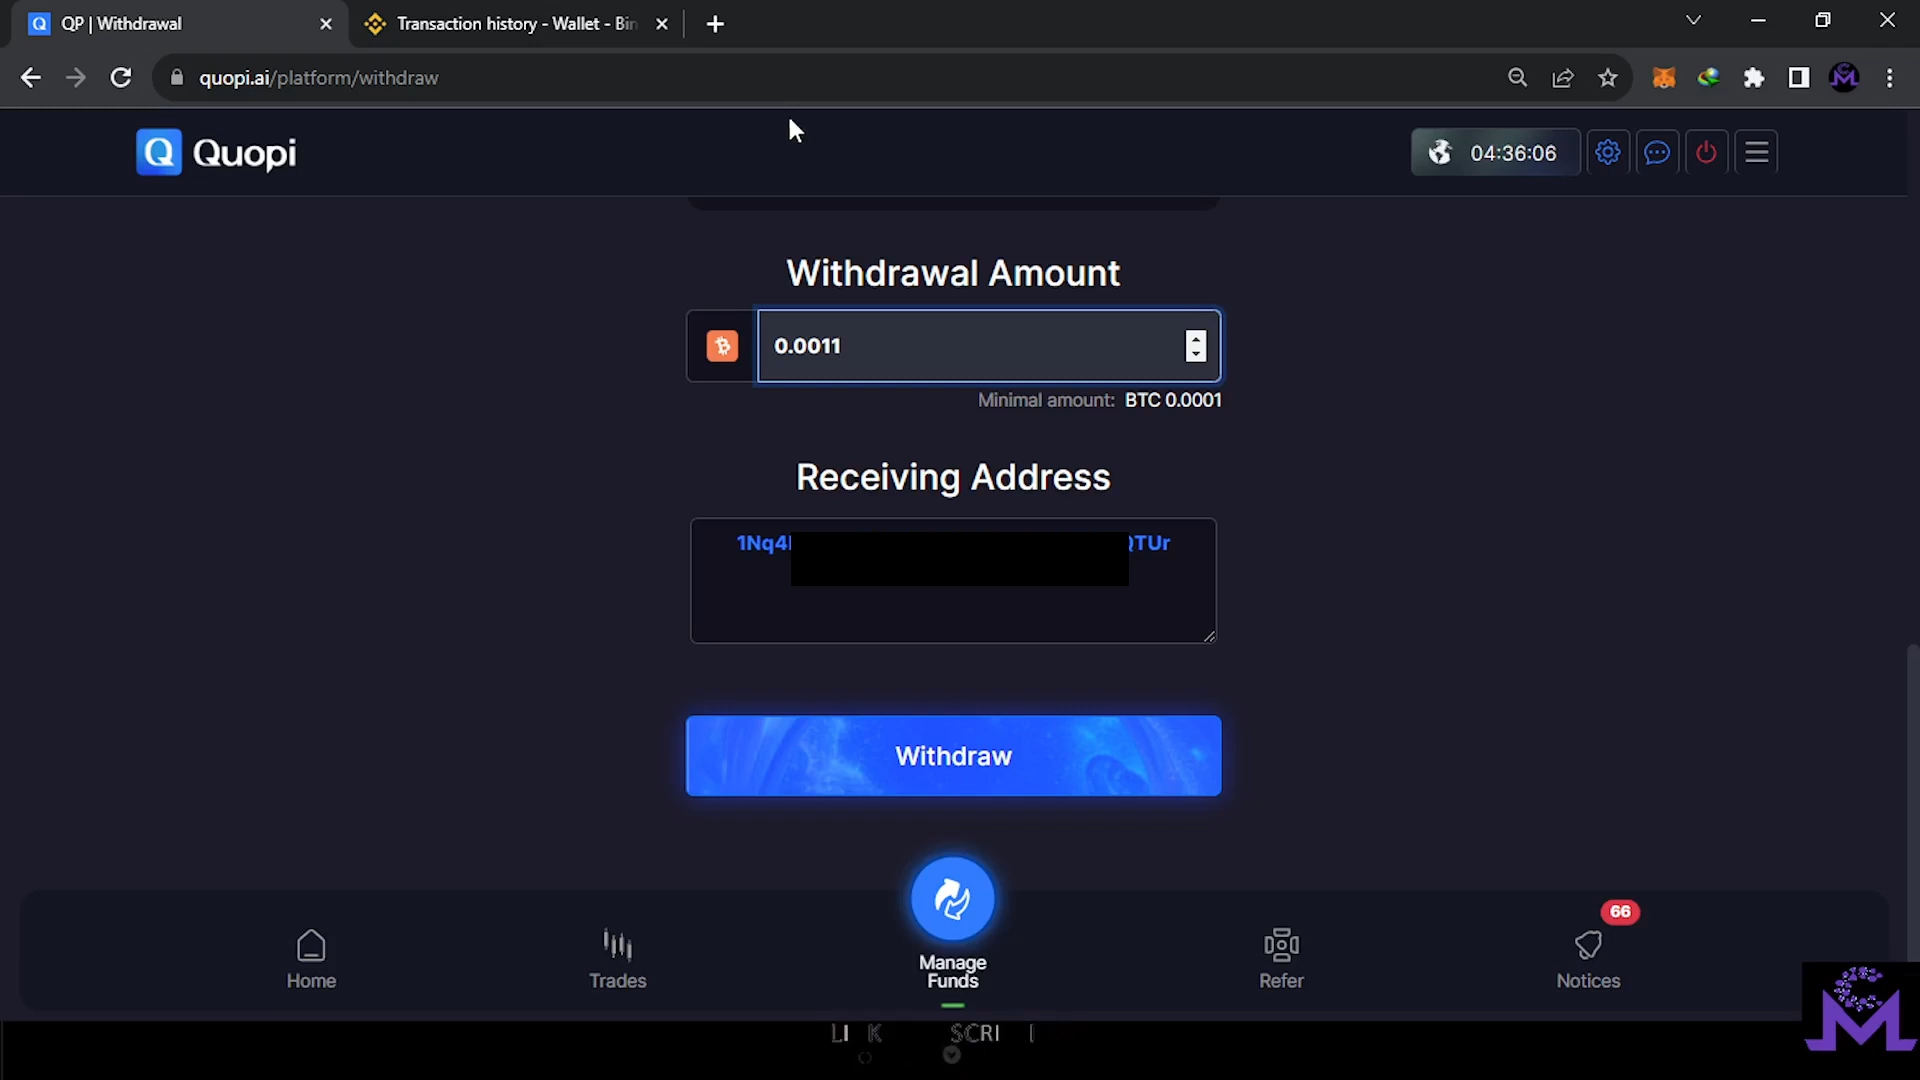 QP | Withdrawal
Transaction history - Wallet - Bin
quopi.ai/platform/withdraw
Q Quopi
04:36:06
Withdrawal Amount
0.0011
Minimal amount: BTC 0.0001
Receiving Address
1Nq4
QTUr
Withdraw
66
Home
Trades
Manage
Funds
Refer
Notices